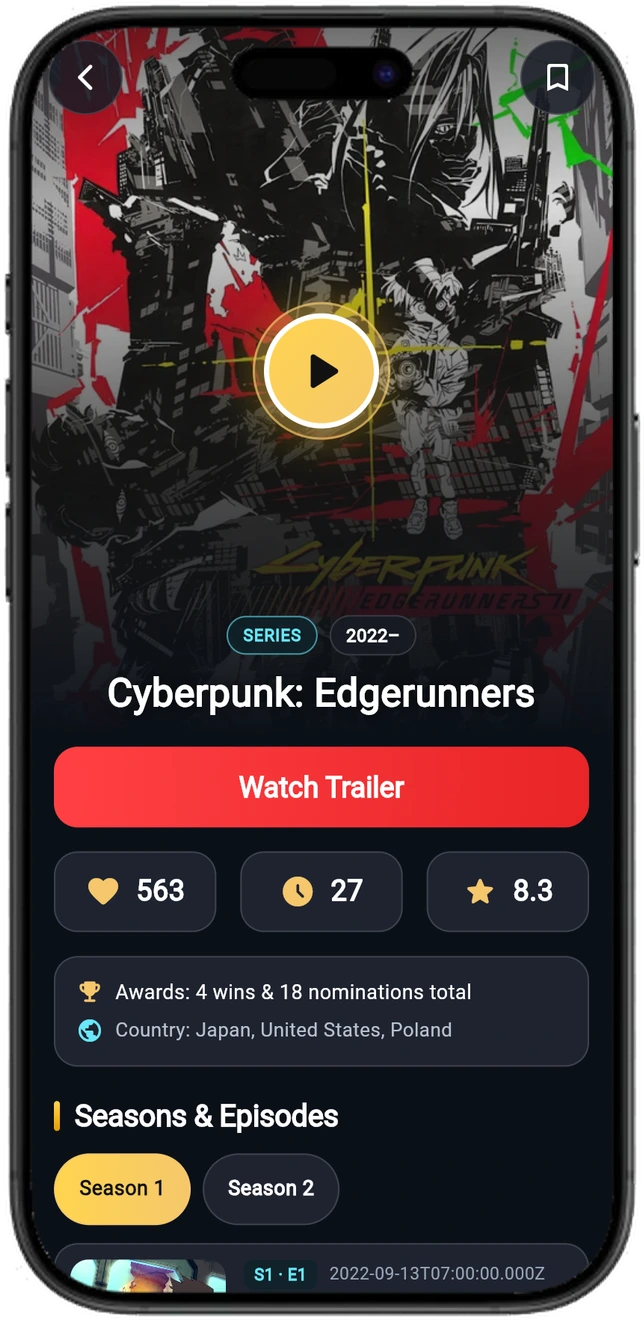 CYBERPUNK
EDGERUNNERS
SERIES
2022–
Cyberpunk: Edgerunners
Watch Trailer
563
27
8.3
Awards: 4 wins & 18 nominations total
Country: Japan, United States, Poland
Seasons & Episodes
Season 1
Season 2
S1 · E1 2022-09-13T07:00:00.000Z